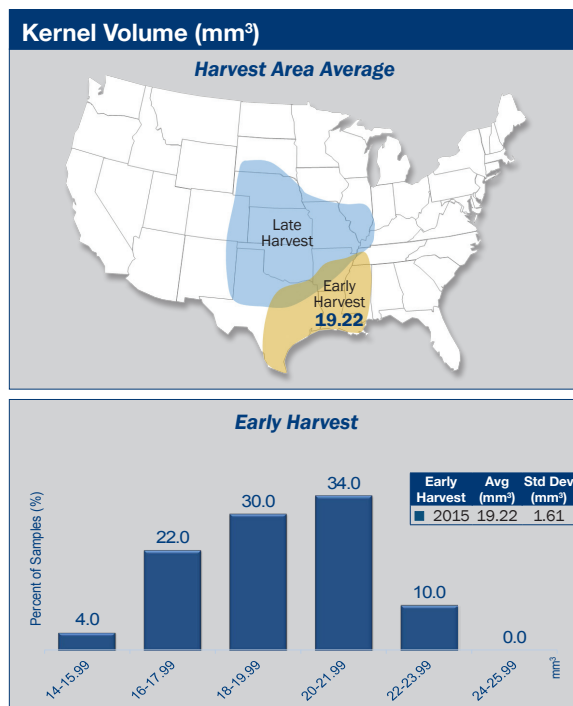 Kernel Volume (mm³)
Harvest Area Average
Late
Harvest
Early
Harvest
19.22
Early Harvest
Percent of Samples (%)
4.0
22.0
30.0
34.0
10.0
0.0
Early Harvest Avg (mm³) Std Dev (mm³)
2015 19.22 1.61
14-15.99
16-17.99
18-19.99
20-21.99
22-23.99
24-25.99
mm³